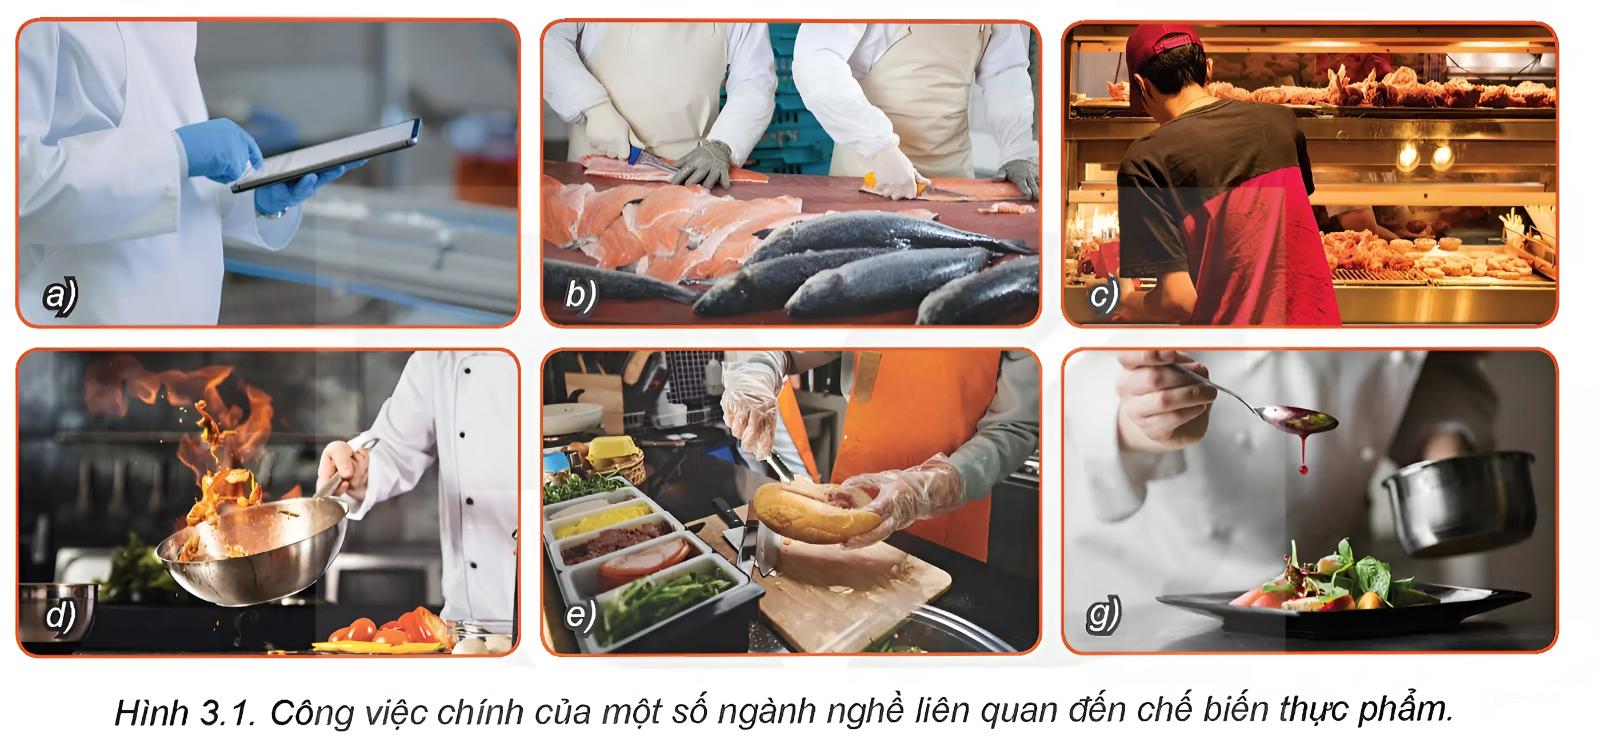 a)
b)
c)
d)
e)
g)
Hình 3.1. Công việc chính của một số ngành nghề liên quan đến chế biến thực phẩm.